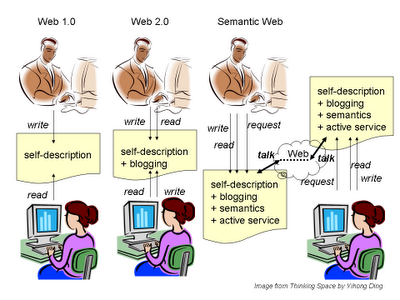 Web 1.0
Web 2.0
Semantic Web
write
write
read
write
request
read
self-description
self-description
+ blogging
self-description
+ blogging
+ semantics
+ active service
talk
Web
talk
self-description
+ blogging
+ semantics
+ active service
read
read
write
request
read
write
Image from Thinking Space by Yihong Ding